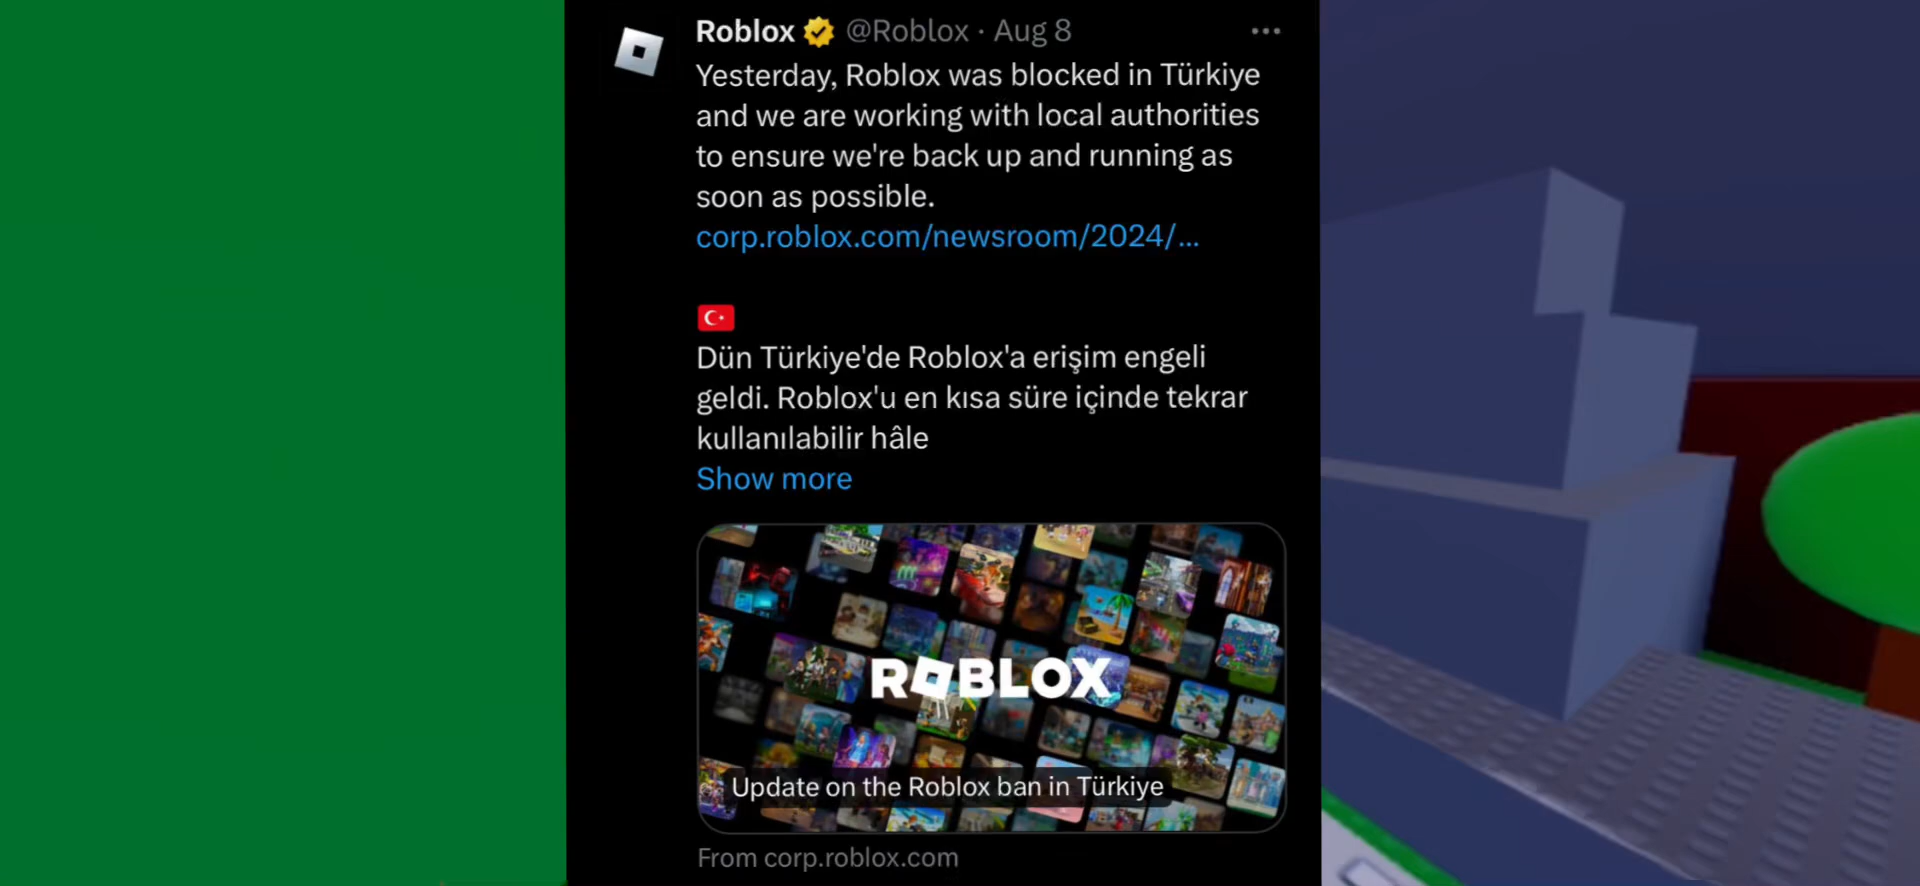 Roblox @Roblox · Aug 8
Yesterday, Roblox was blocked in Türkiye
and we are working with local authorities
to ensure we're back up and running as
soon as possible.
corp.roblox.com/newsroom/2024/...
Dün Türkiye'de Roblox'a erişim engeli
geldi. Roblox'u en kısa süre içinde tekrar
kullanılabilir hâle
Show more
ROBLOX
Update on the Roblox ban in Türkiye
From corp.roblox.com